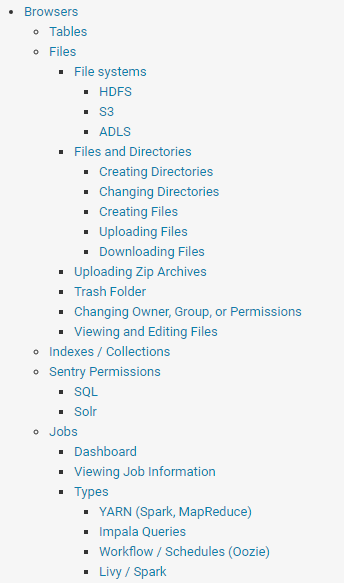 Browsers
Tables
Files
File systems
HDFS
S3
ADLS
Files and Directories
Creating Directories
Changing Directories
Creating Files
Uploading Files
Downloading Files
Uploading Zip Archives
Trash Folder
Changing Owner, Group, or Permissions
Viewing and Editing Files
Indexes / Collections
Sentry Permissions
SQL
Solr
Jobs
Dashboard
Viewing Job Information
Types
YARN (Spark, MapReduce)
Impala Queries
Workflow / Schedules (Oozie)
Livy / Spark